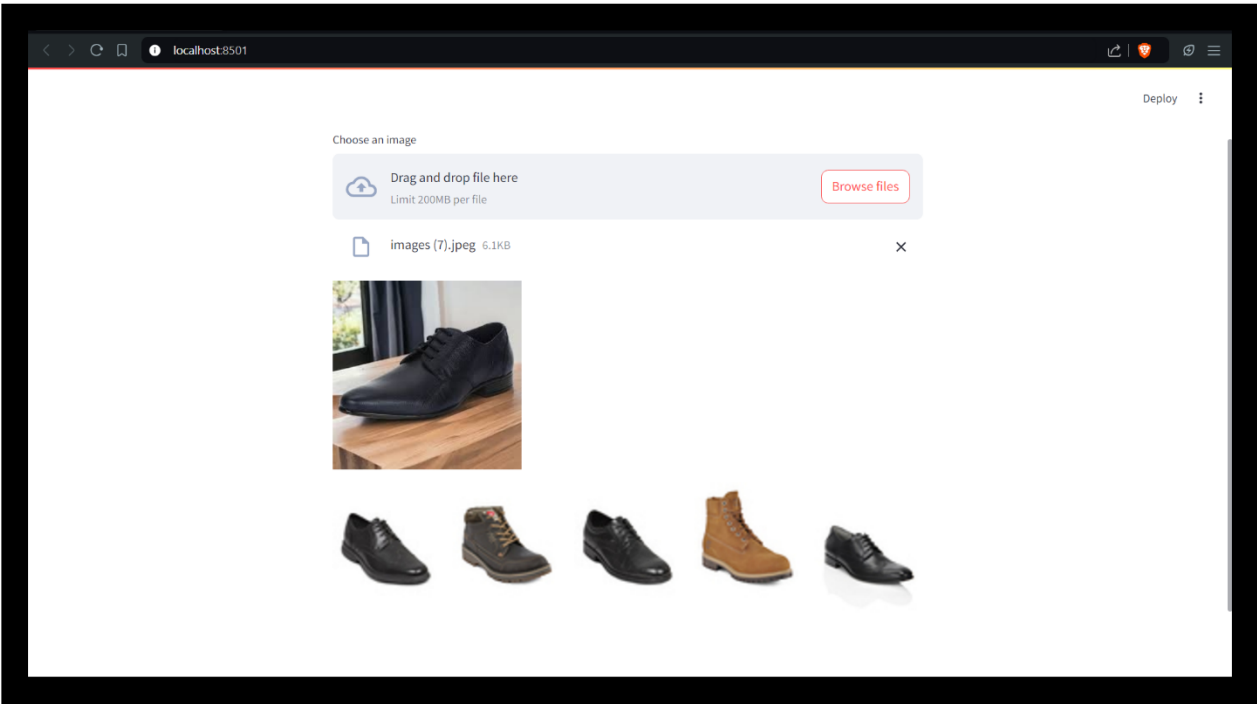 localhost:8501
Deploy
Choose an image
Drag and drop file here
Limit 200MB per file
Browse files
images (7).jpeg 6.1KB